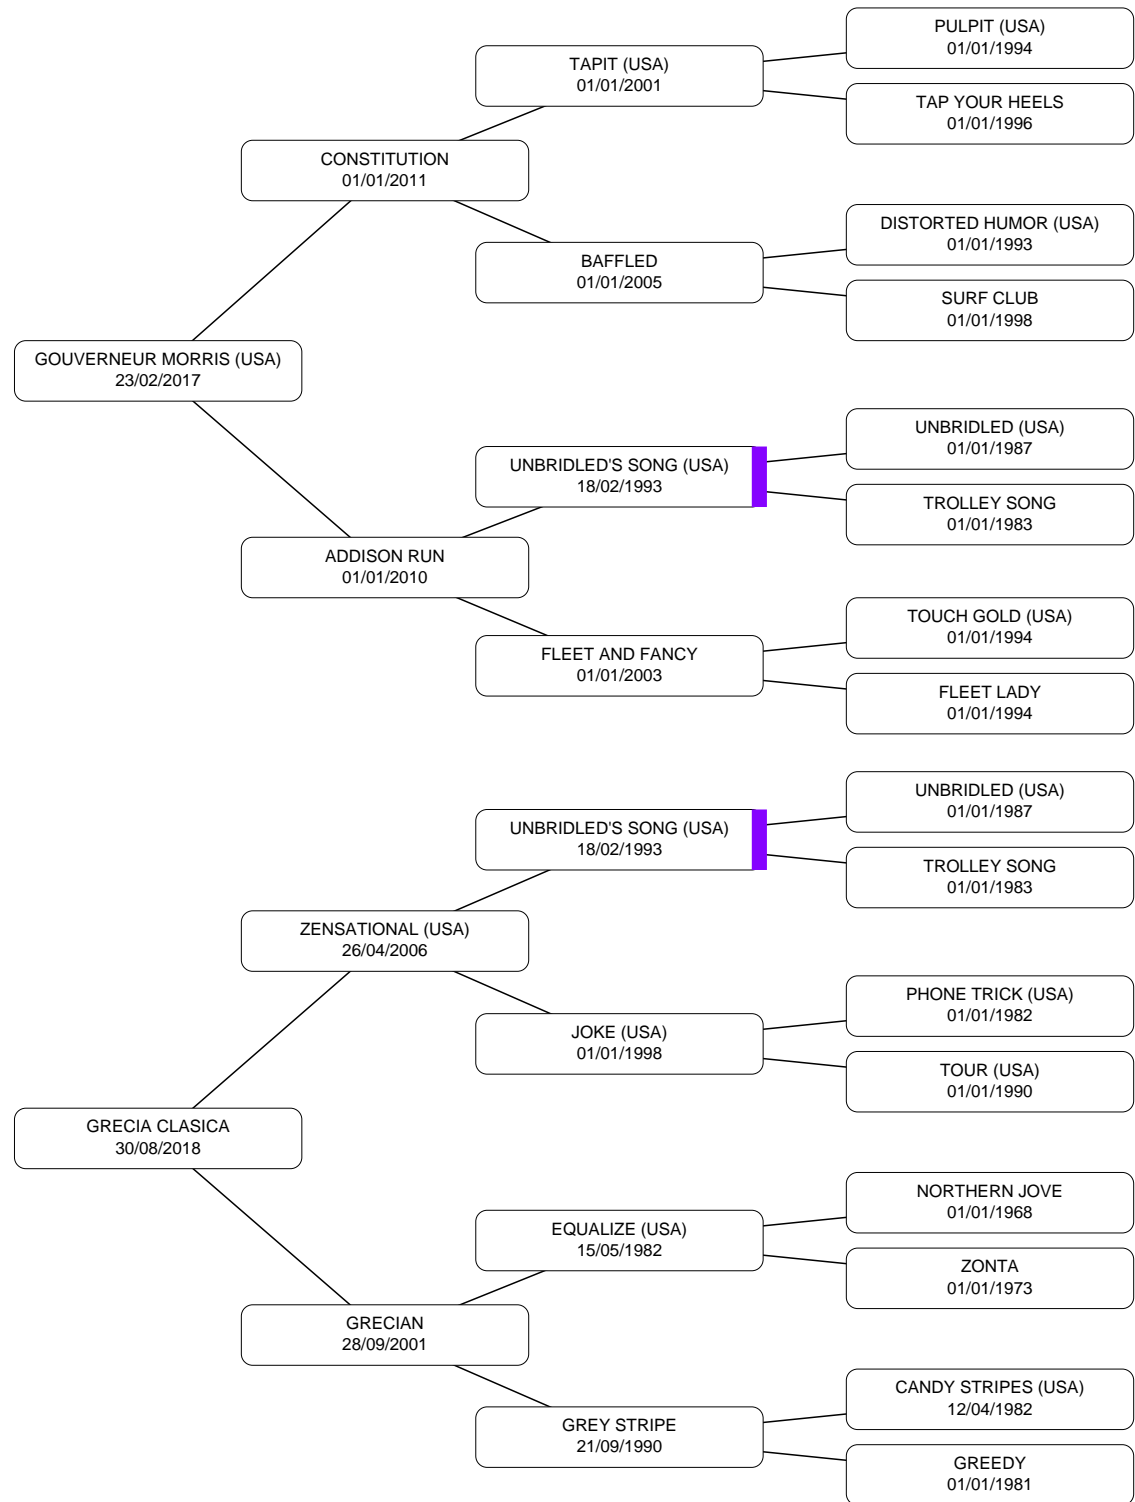 PULPIT (USA)
01/01/1994
TAPIT (USA)
01/01/2001
TAP YOUR HEELS
01/01/1996
CONSTITUTION
01/01/2011
DISTORTED HUMOR (USA)
01/01/1993
BAFFLED
01/01/2005
SURF CLUB
01/01/1998
GOUVERNEUR MORRIS (USA)
23/02/2017
UNBRIDLED (USA)
01/01/1987
UNBRIDLED'S SONG (USA)
18/02/1993
TROLLEY SONG
01/01/1983
ADDISON RUN
01/01/2010
TOUCH GOLD (USA)
01/01/1994
FLEET AND FANCY
01/01/2003
FLEET LADY
01/01/1994
UNBRIDLED (USA)
01/01/1987
UNBRIDLED'S SONG (USA)
18/02/1993
TROLLEY SONG
01/01/1983
ZENSATIONAL (USA)
26/04/2006
PHONE TRICK (USA)
01/01/1982
JOKE (USA)
01/01/1998
TOUR (USA)
01/01/1990
GRECIA CLASICA
30/08/2018
NORTHERN JOVE
01/01/1968
EQUALIZE (USA)
15/05/1982
ZONTA
01/01/1973
GRECIAN
28/09/2001
CANDY STRIPES (USA)
12/04/1982
GREY STRIPE
21/09/1990
GREEDY
01/01/1981